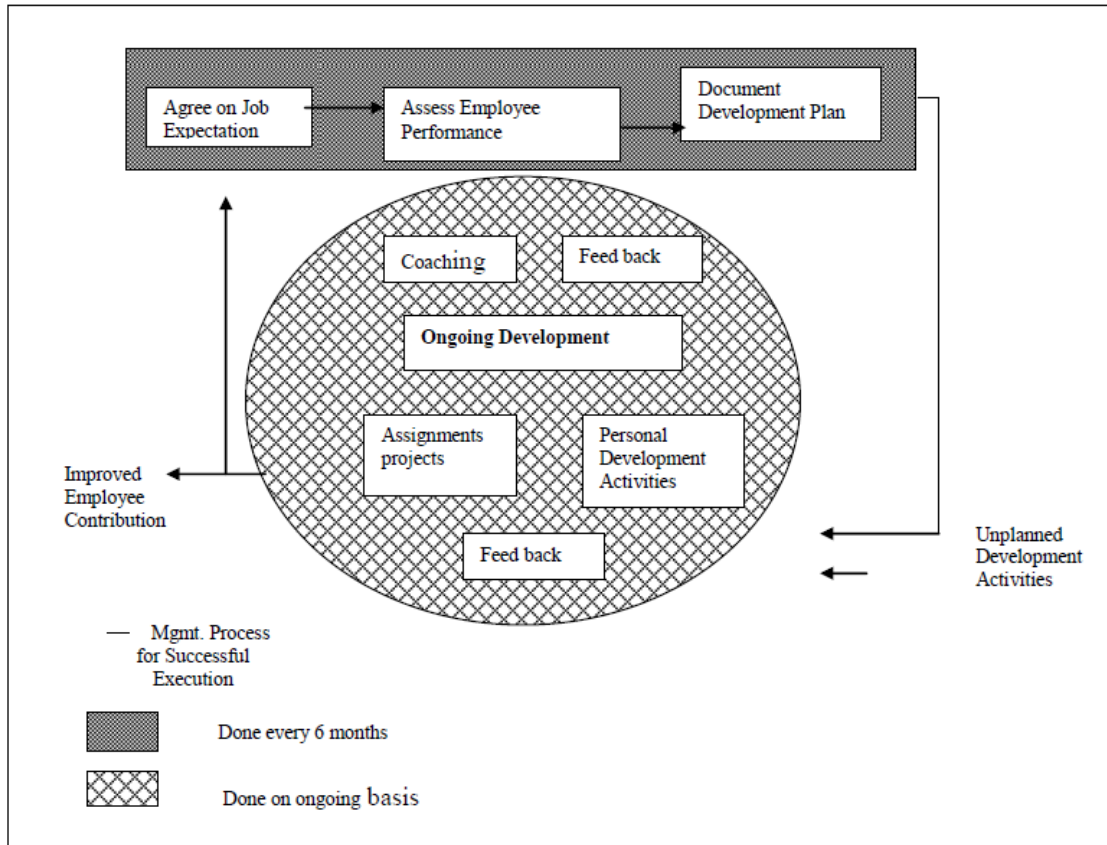 Agree on Job
Expectation
Assess Employee
Performance
Document
Development Plan
Coaching
Feed back
Ongoing Development
Assignments
projects
Personal
Development
Activities
Feed back
Improved
Employee
Contribution
Unplanned
Development
Activities
— Mgmt. Process
for Successful
Execution
Done every 6 months
Done on ongoing basis